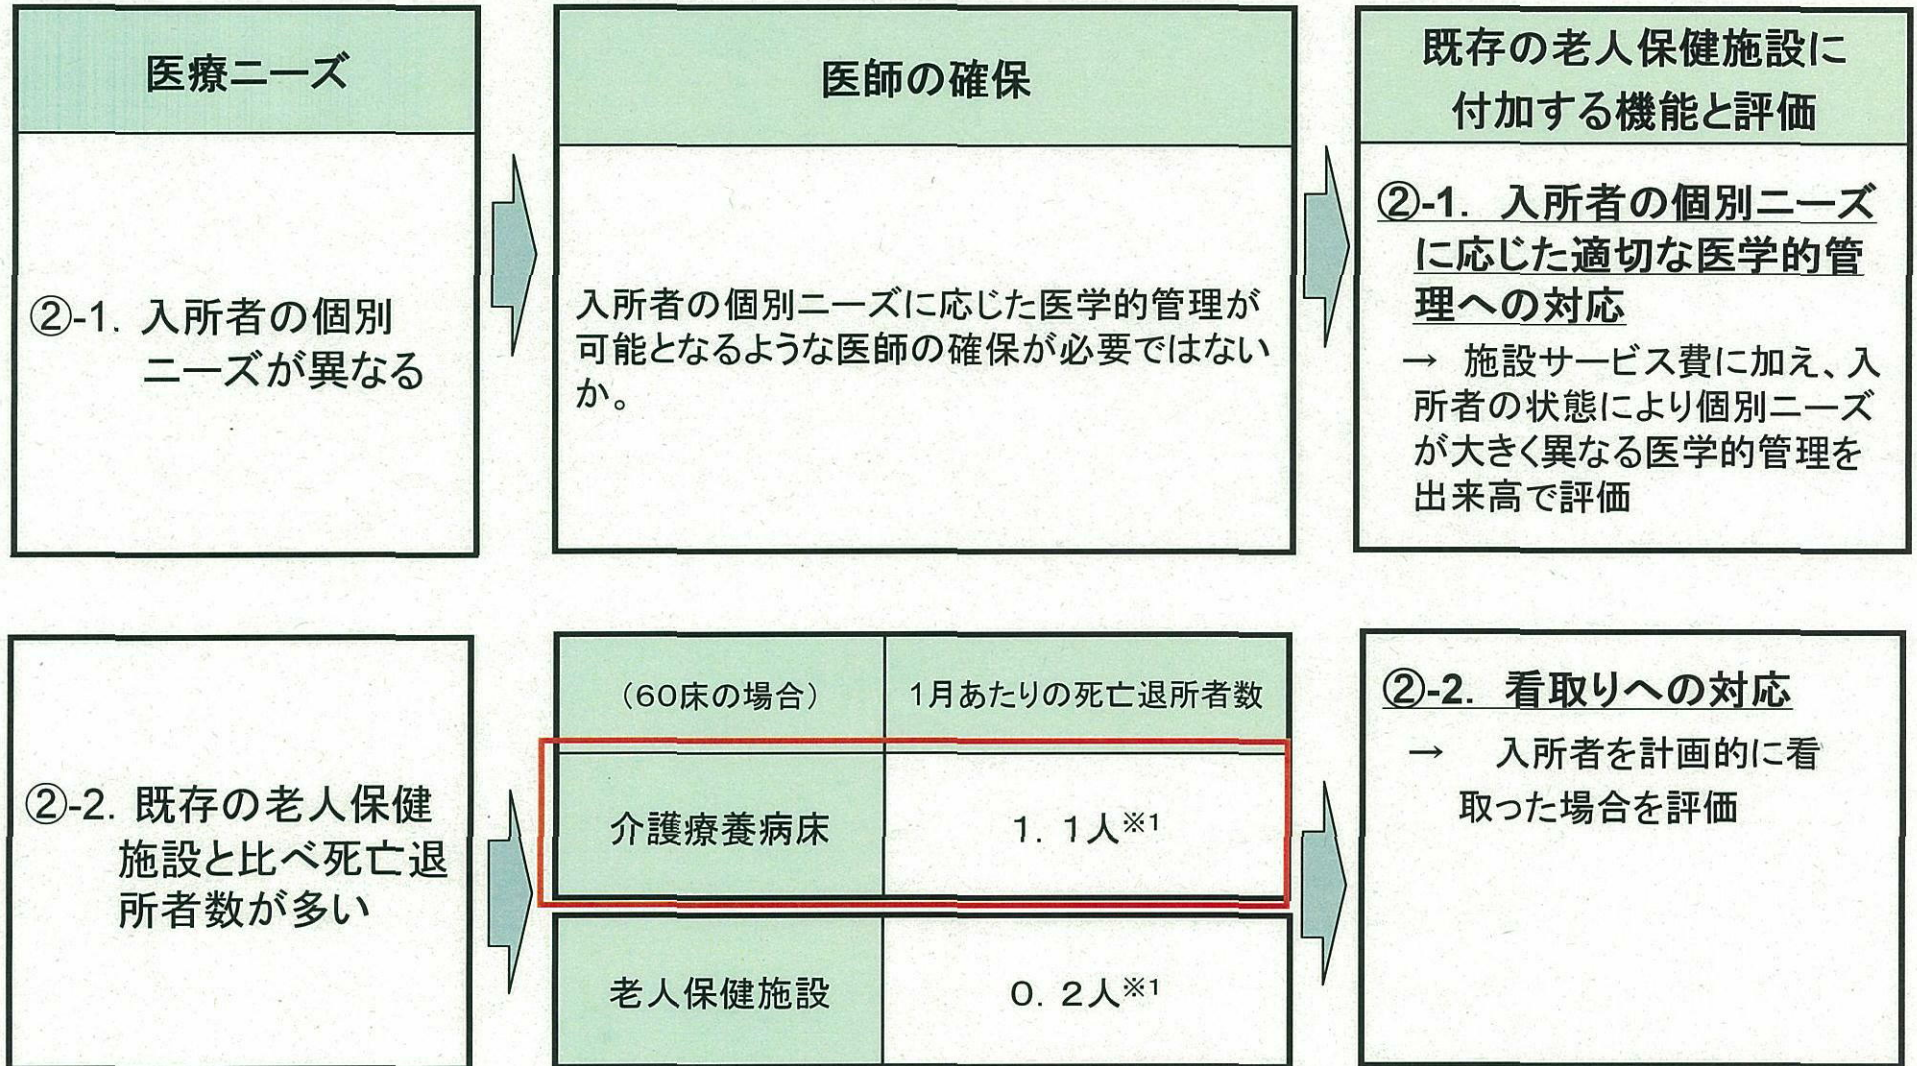 医療ニーズ
②-1. 入所者の個別
ニーズが異なる
医師の確保
入所者の個別ニーズに応じた医学的管理が
可能となるような医師の確保が必要ではない
か。
既存の老人保健施設に
付加する機能と評価
②-1. 入所者の個別ニーズ
に応じた適切な医学的管
理への対応
→ 施設サービス費に加え、入
所者の状態により個別ニーズ
が大きく異なる医学的管理を
出来高で評価
②-2. 既存の老人保健
施設と比べ死亡退
所者数が多い
(60床の場合) 1月あたりの死亡退所者数
介護療養病床 1. 1人※1
老人保健施設 0. 2人※1
②-2. 看取りへの対応
→ 入所者を計画的に看
取った場合を評価